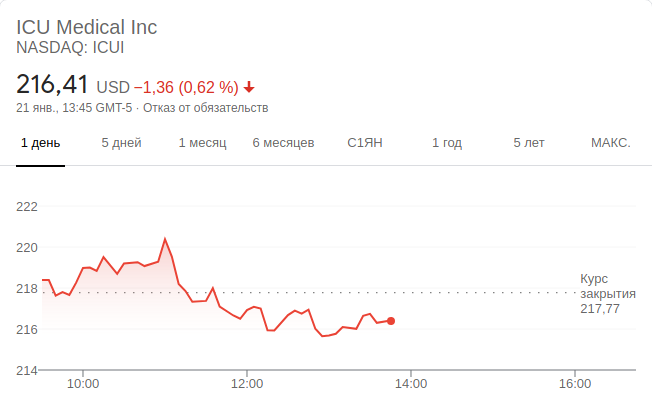 ICU Medical Inc
NASDAQ: ICUI
216,41 USD −1,36 (0,62 %)
21 янв., 13:45 GMT-5 · Отказ от обязательств
1 день 5 дней 1 месяц 6 месяцев С1ЯН 1 год 5 лет МАКС.
222
220
218
216
214
Курс
закрытия
217,77
10:00 12:00 14:00 16:00